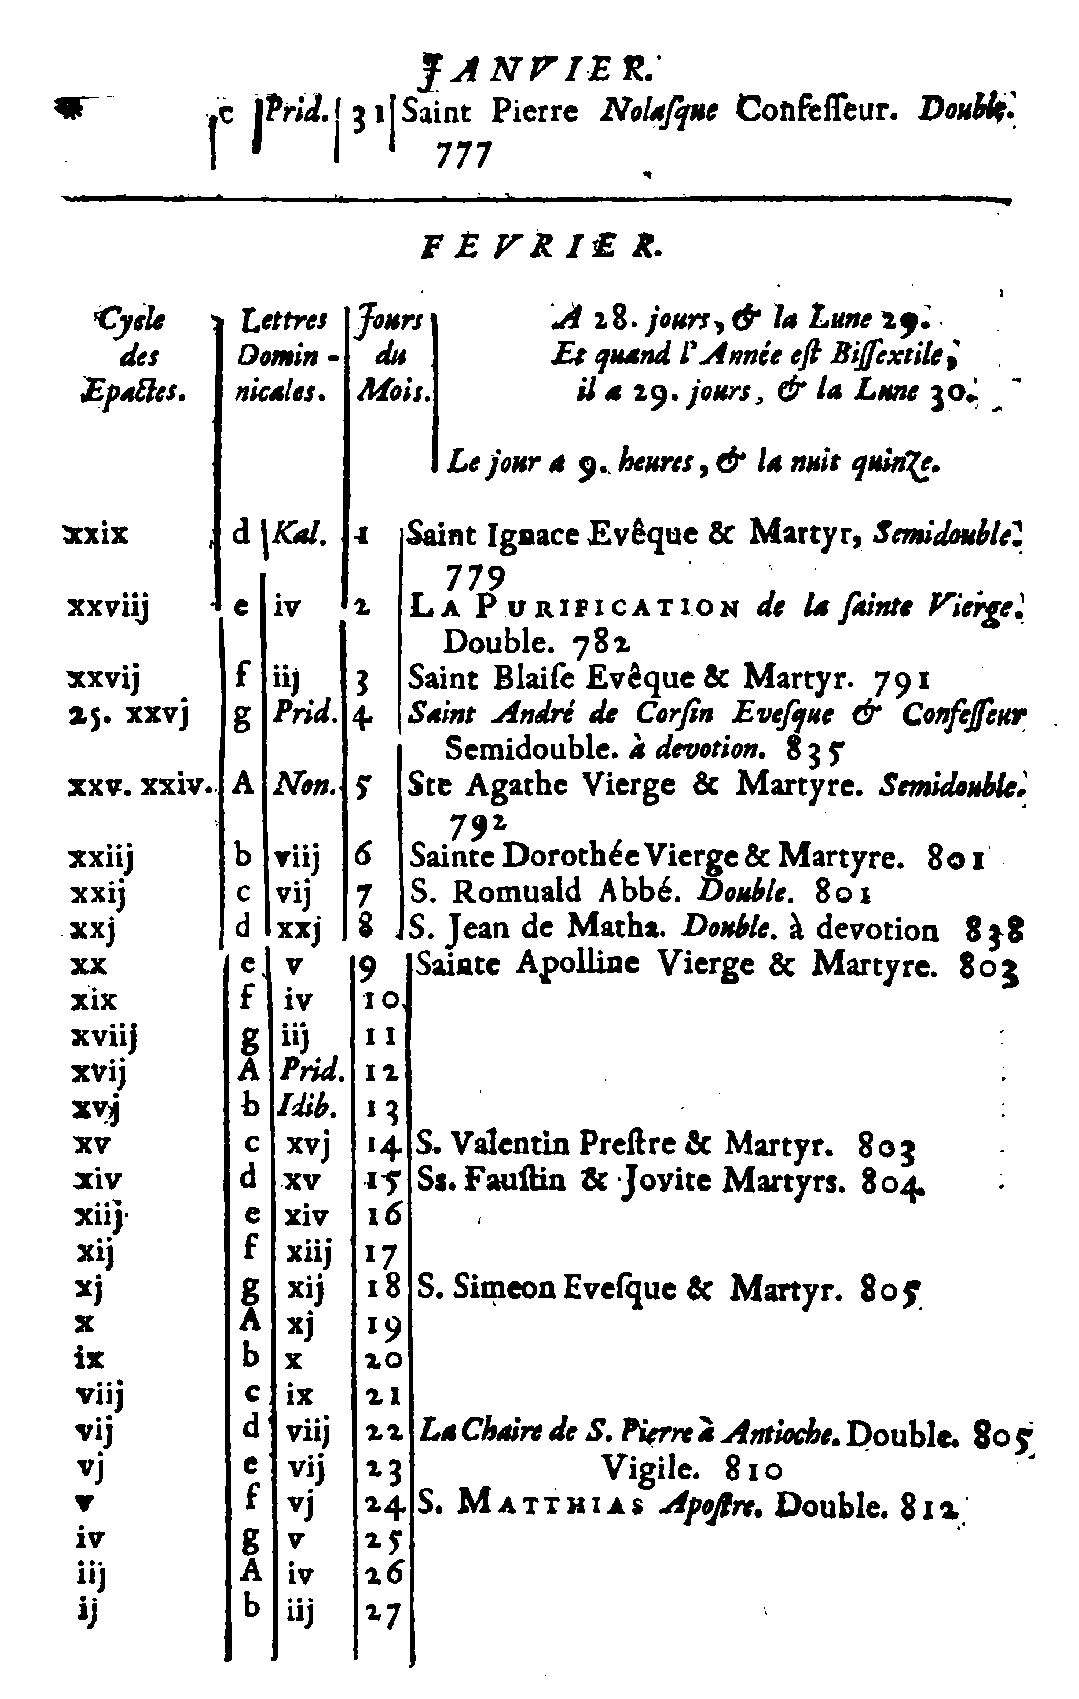 JANVIER.
* c Prid. 31 Saint Pierre Nolaſque Confeſſeur. Double.
777
FEVRIER.
Cycle Lettres Jours A 28. jours, & la Lune 29.
des Domin- du Et quand l'Année eſt Biſſextile,
Epactes. nicales. Mois. il a 29. jours, & la Lune 30.
Le jour a 9. heures, & la nuit quinze.
xxix d Kal. 1 Saint Ignace Evêque & Martyr, Semidouble.
779
xxviij e iv 2 LA PURIFICATION de la ſainte Vierge.
Double. 782
xxvij f iij 3 Saint Blaiſe Evêque & Martyr. 791
25. xxvj g Prid. 4 Saint André de Corſin Eveſque & Confeſſeur
Semidouble. à devotion. 835
xxv. xxiv. A Non. 5 Ste Agathe Vierge & Martyre. Semidouble.
792
xxiij b viij 6 Sainte Dorothée Vierge & Martyre. 801
xxij c vij 7 S. Romuald Abbé. Double. 801
xxj d xxj 8 S. Jean de Matha. Double. à devotion 838
xx e v 9 Sainte Apolline Vierge & Martyre. 803
xix f iv 10
xviij g iij 11
xvij A Prid. 12
xvj b Idib. 13
xv c xvj 14 S. Valentin Preſtre & Martyr. 803
xiv d xv 15 Ss. Fauſtin & Jovite Martyrs. 804
xiij e xiv 16
xij f xiij 17
xj g xij 18 S. Simeon Eveſque & Martyr. 805
x A xj 19
ix b x 20
viij c ix 21
vij d viij 22 La Chaire de S. Pierre à Antioche. Double. 805
vj e vij 23 Vigile. 810
v f vj 24 S. MATTHIAS Apoſtre. Double. 812
iv g v 25
iij A iv 26
ij b iij 27